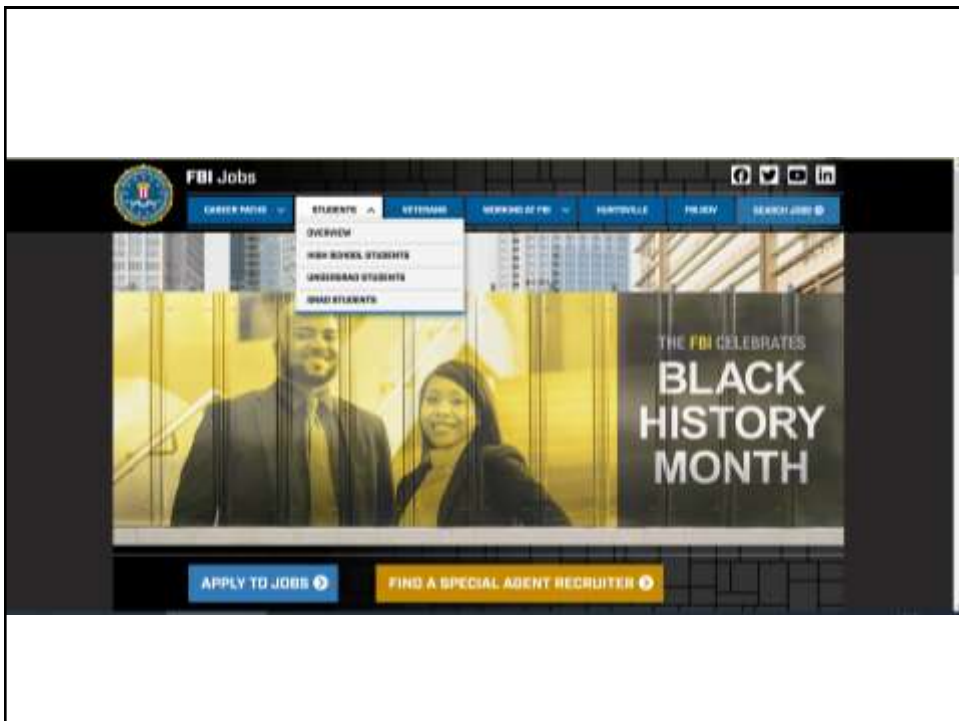 FBI Jobs
CAREER PATHS
STUDENTS
VETERANS
WORKING AT FBI
HUNTSVILLE
FBI.GOV
SEARCH JOBS
OVERVIEW
HIGH SCHOOL STUDENTS
UNDERGRAD STUDENTS
GRAD STUDENTS
THE FBI CELEBRATES
BLACK
HISTORY
MONTH
APPLY TO JOBS
FIND A SPECIAL AGENT RECRUITER